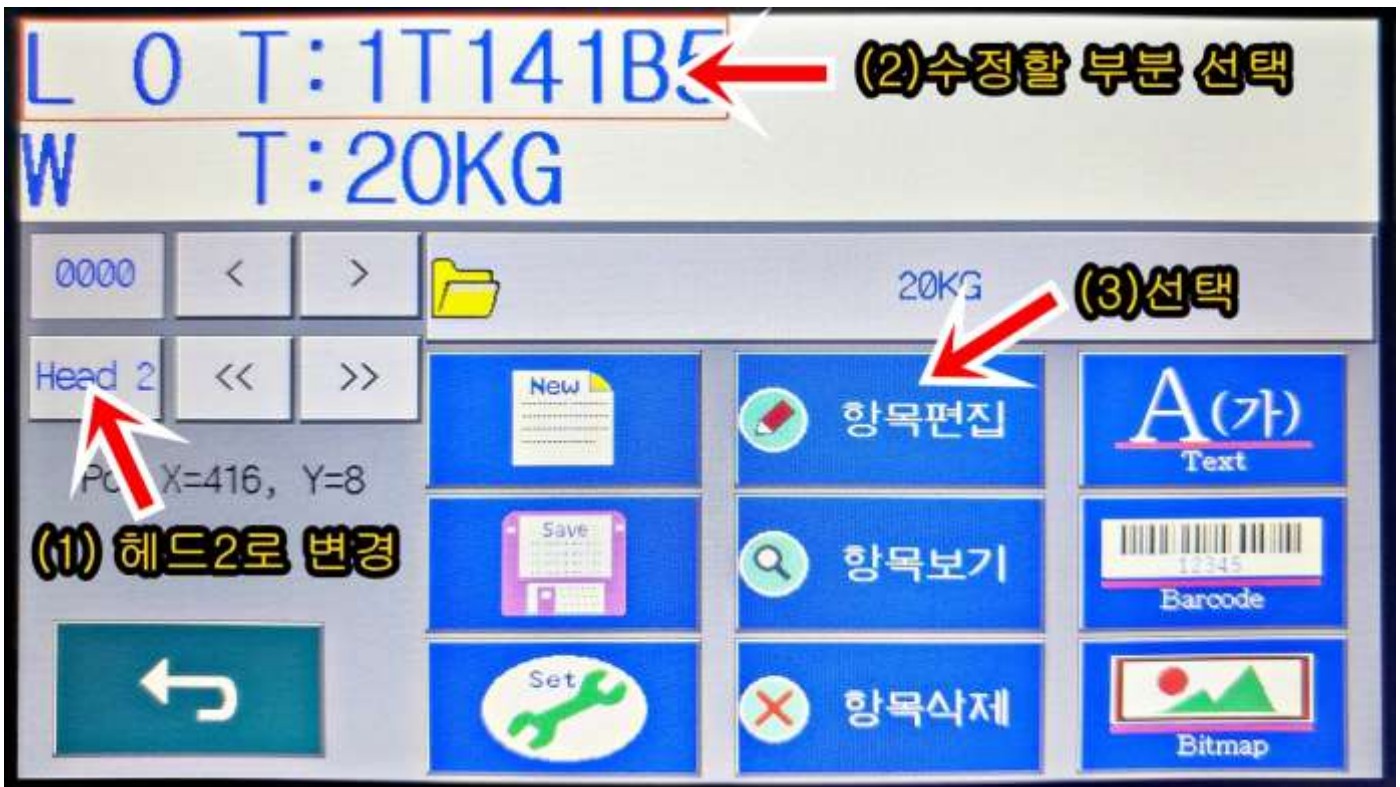 L O T:1T141B5
(2)수정할 부분 선택
W T:20KG
0000 < >
20KG
(3)선택
Head 2 << >>
New
항목편집
A(가)
Text
Pos X=416, Y=8
(1) 헤드2로 변경
Save
항목보기
12345
Barcode
Set
항목삭제
Bitmap